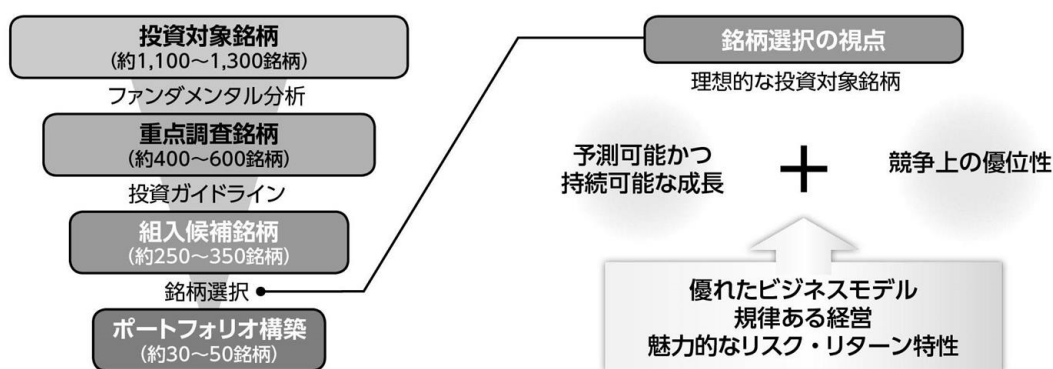 投資対象銘柄
(約1,100～1,300銘柄)
ファンダメンタル分析
重点調査銘柄
(約400～600銘柄)
投資ガイドライン
組入候補銘柄
(約250～350銘柄)
銘柄選択
ポートフォリオ構築
(約30～50銘柄)
銘柄選択の視点
理想的な投資対象銘柄
予測可能かつ
持続可能な成長
+
競争上の優位性
優れたビジネスモデル
規律ある経営
魅力的なリスク・リターン特性